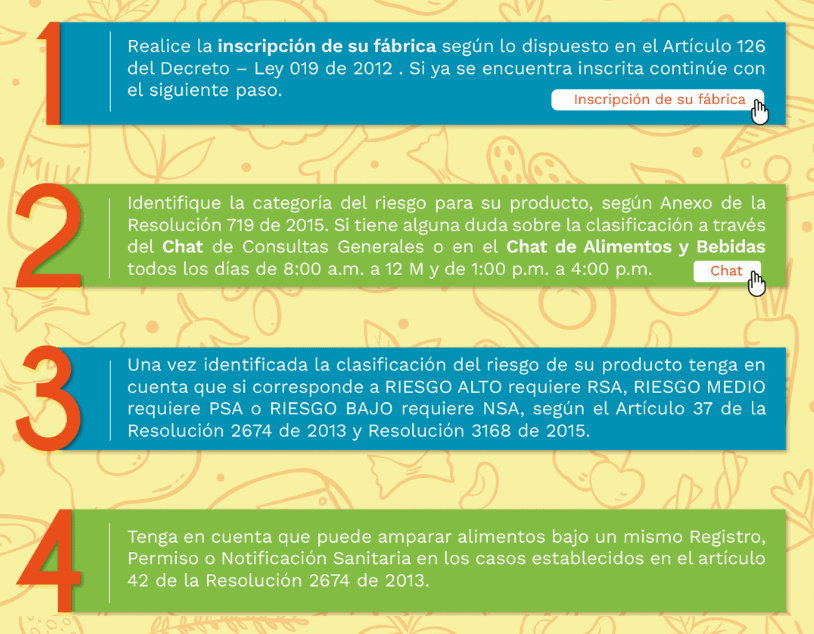 1
Realice la inscripción de su fábrica según lo dispuesto en el Artículo 126
del Decreto – Ley 019 de 2012 . Si ya se encuentra inscrita continúe con
el siguiente paso.
Inscripción de su fábrica
MILK
2
Identifique la categoría del riesgo para su producto, según Anexo de la
Resolución 719 de 2015. Si tiene alguna duda sobre la clasificación a través
del Chat de Consultas Generales o en el Chat de Alimentos y Bebidas
todos los días de 8:00 a.m. a 12 M y de 1:00 p.m. a 4:00 p.m.
Chat
3
Una vez identificada la clasificación del riesgo de su producto tenga en
cuenta que si corresponde a RIESGO ALTO requiere RSA, RIESGO MEDIO
requiere PSA o RIESGO BAJO requiere NSA, según el Artículo 37 de la
Resolución 2674 de 2013 y Resolución 3168 de 2015.
4
Tenga en cuenta que puede amparar alimentos bajo un mismo Registro,
Permiso o Notificación Sanitaria en los casos establecidos en el artículo
42 de la Resolución 2674 de 2013.